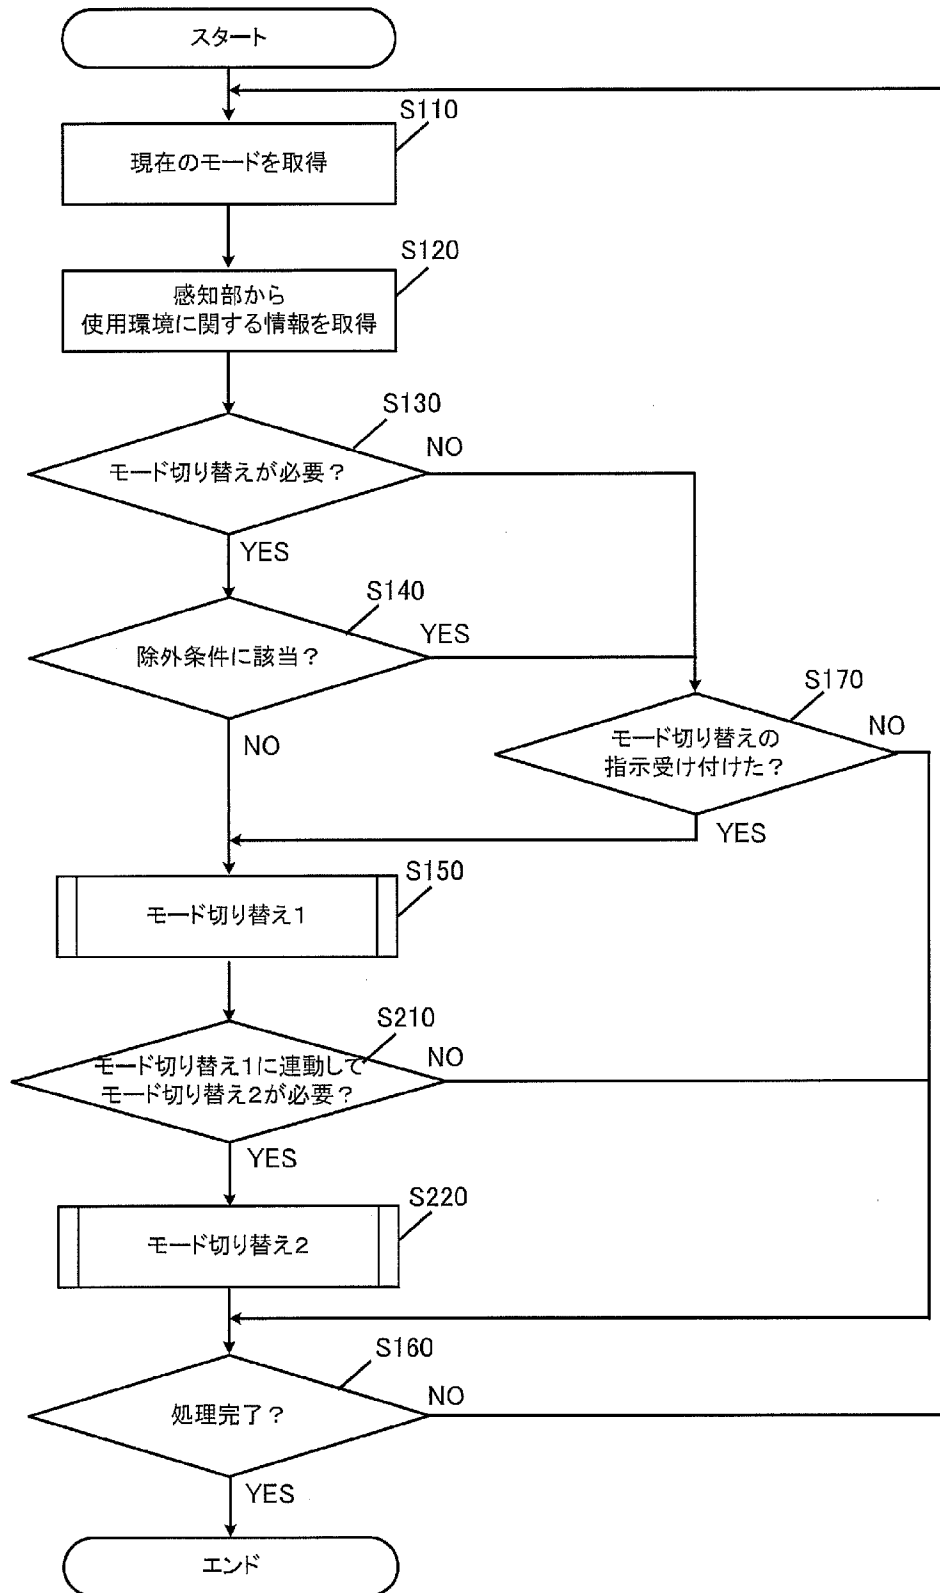 スタート
S110
現在のモードを取得
S120
感知部から
使用環境に関する情報を取得
S130
モード切り替えが必要？
NO
YES
S140
除外条件に該当？
YES
NO
S170
モード切り替えの
指示受け付けた？
NO
YES
S150
モード切り替え１
S210
モード切り替え１に連動して
モード切り替え２が必要？
NO
YES
S220
モード切り替え２
S160
処理完了？
NO
YES
エンド